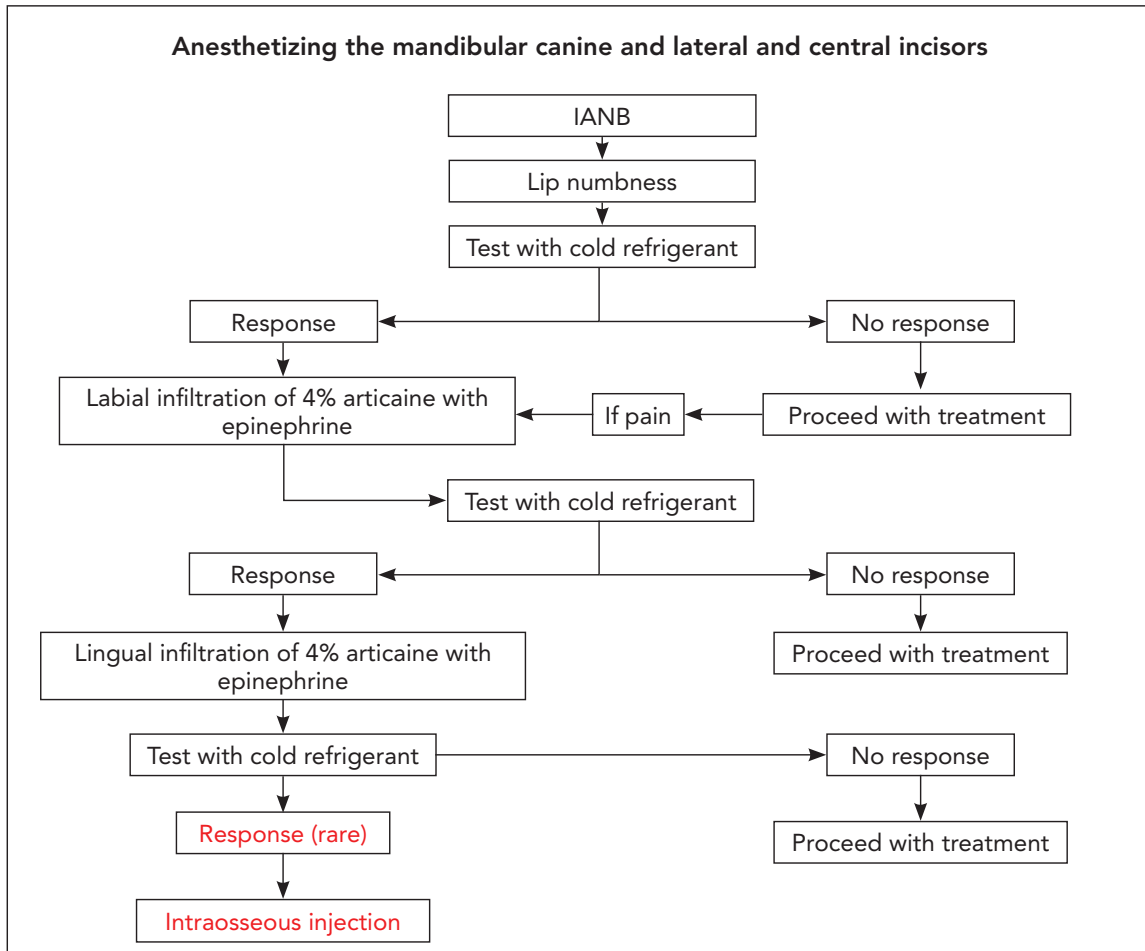 Anesthetizing the mandibular canine and lateral and central incisors
IANB
Lip numbness
Test with cold refrigerant
Response
No response
Labial infiltration of 4% articaine with
epinephrine
If pain
Proceed with treatment
Test with cold refrigerant
Response
No response
Lingual infiltration of 4% articaine with
epinephrine
Proceed with treatment
Test with cold refrigerant
No response
Response (rare)
Proceed with treatment
Intraosseous injection